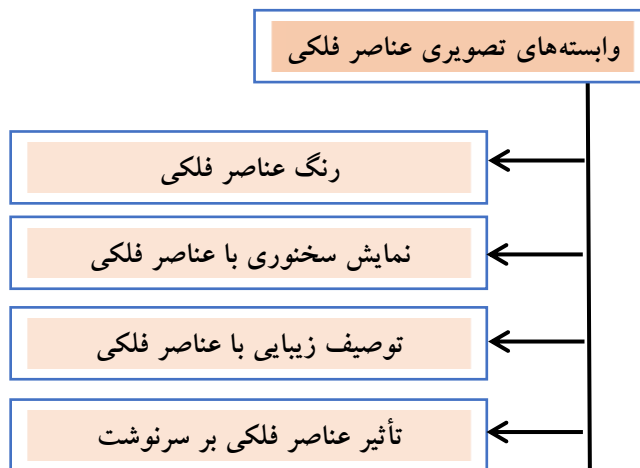 وابسته‌های تصویری عناصر فلکی
رنگ عناصر فلکی
نمایش سخنوری با عناصر فلکی
توصیف زیبایی با عناصر فلکی
تأثیر عناصر فلکی بر سرنوشت